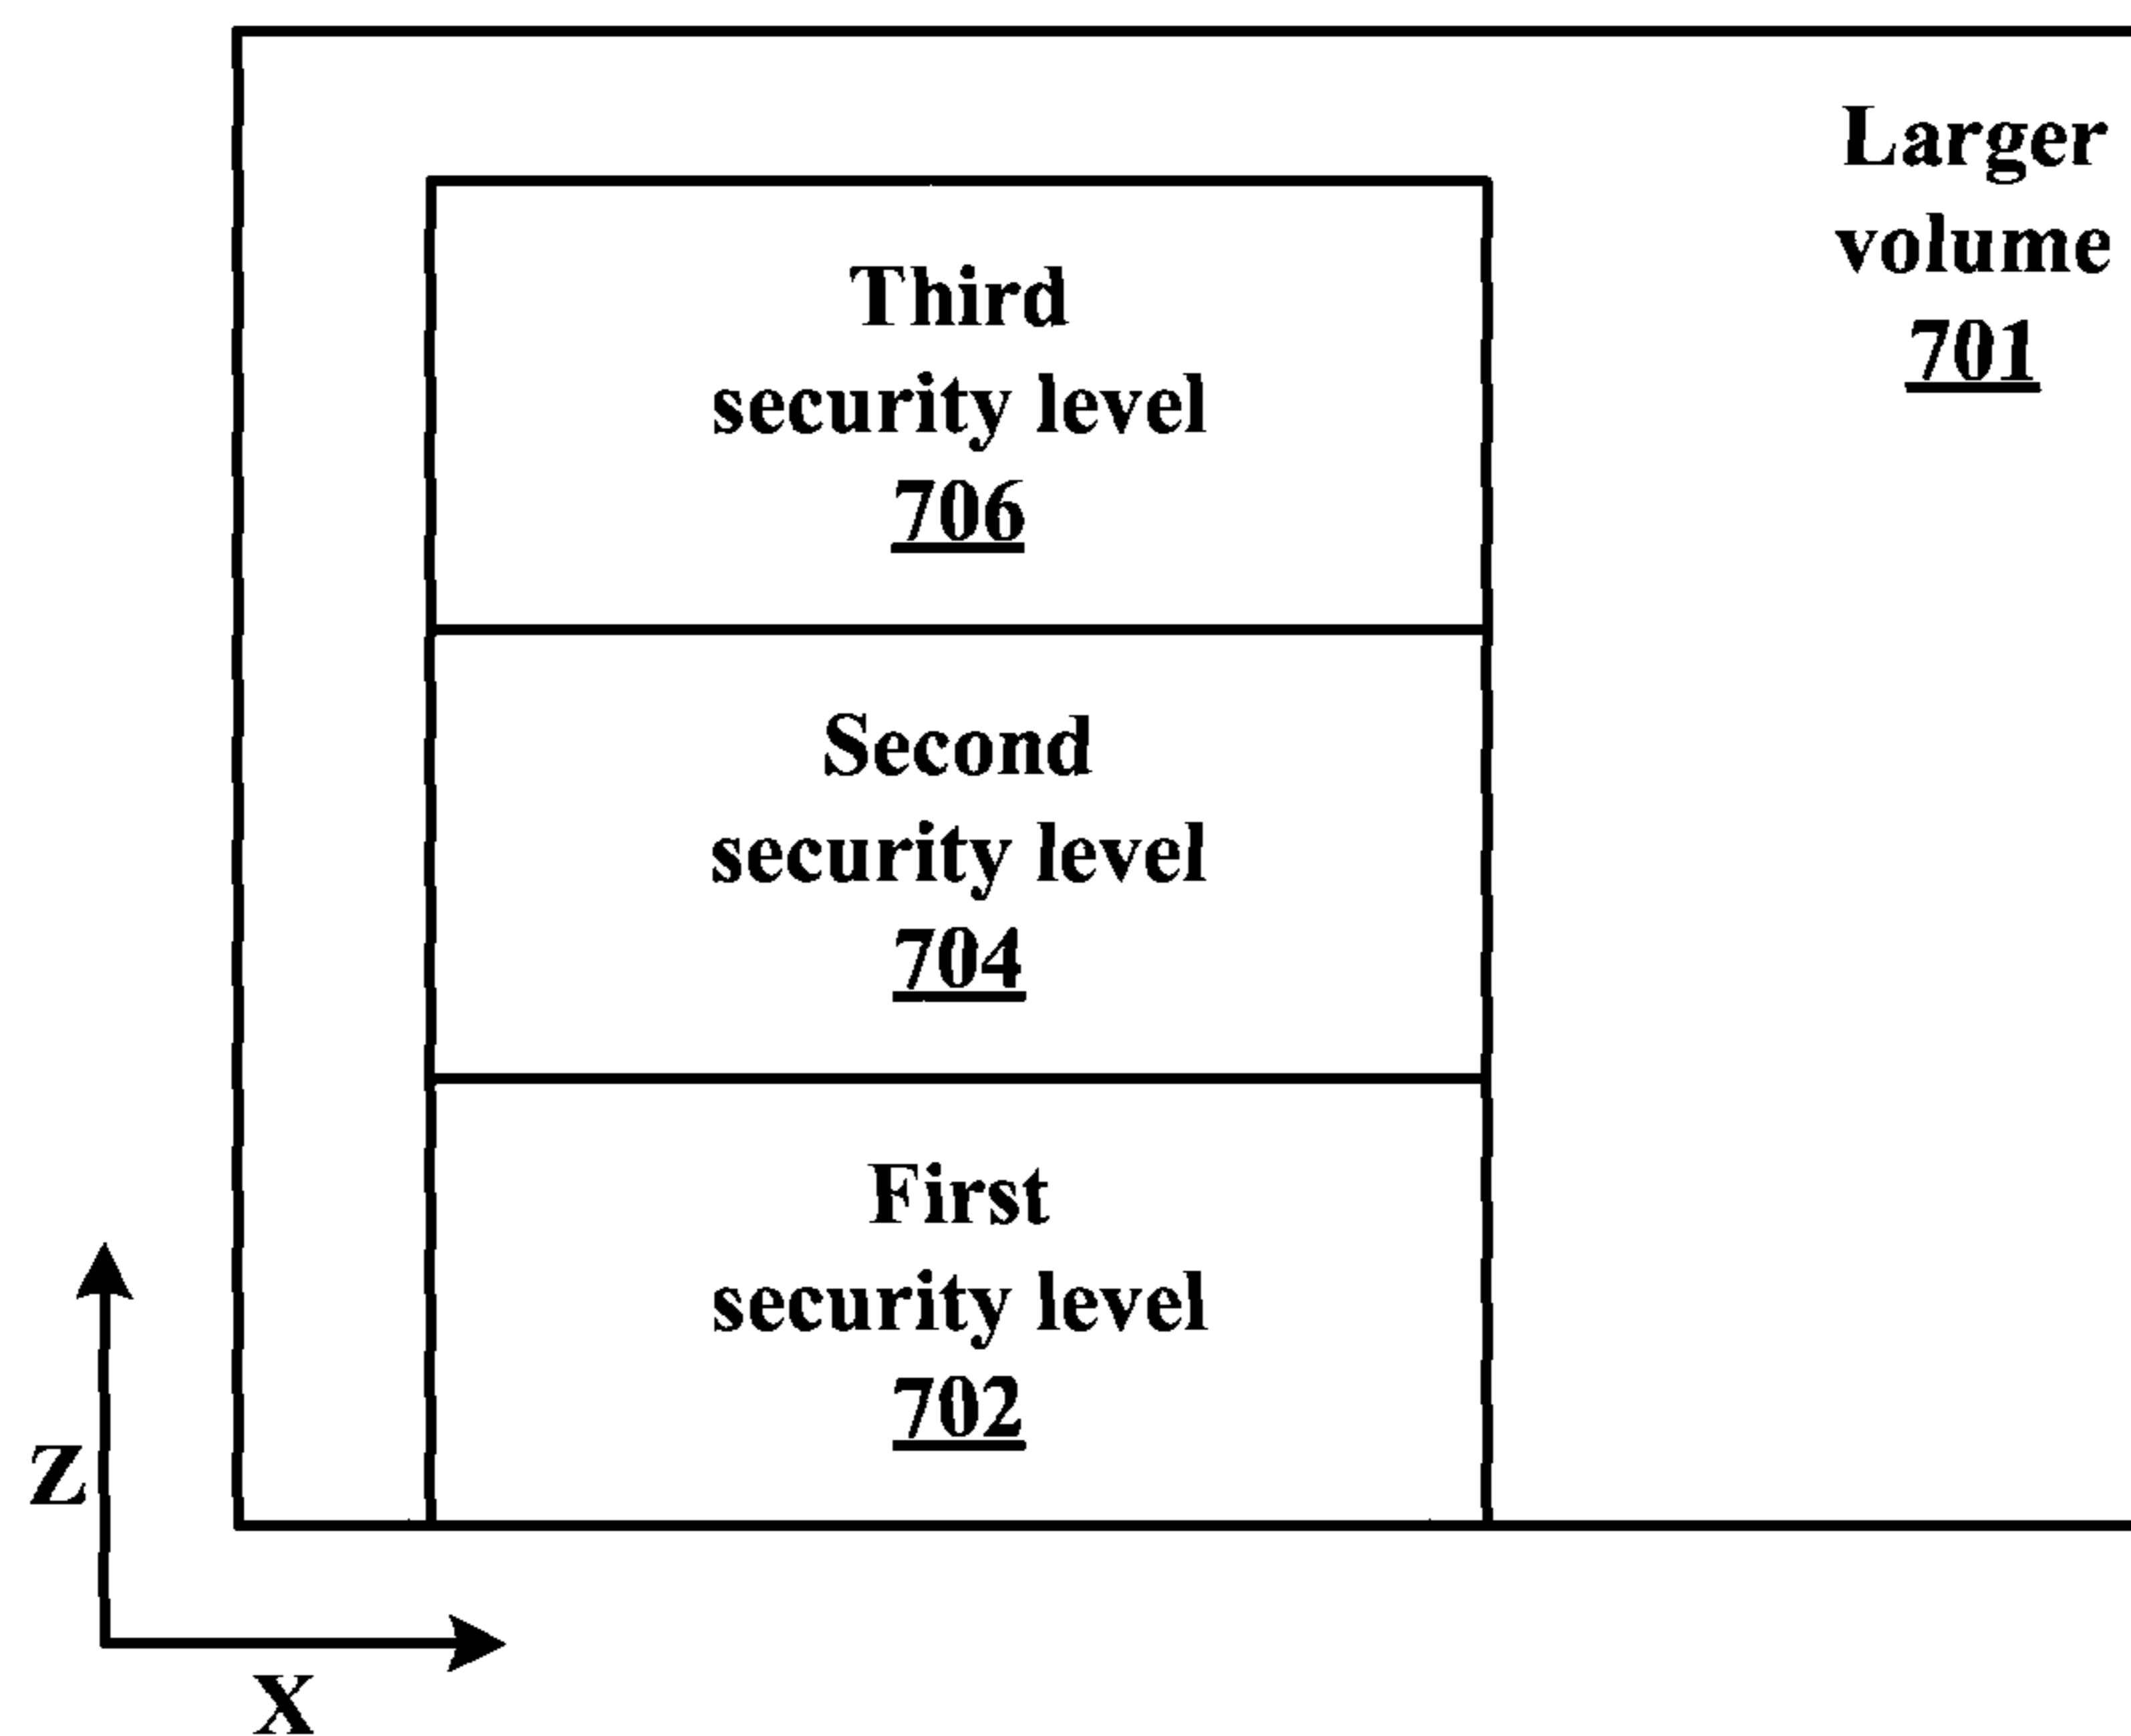 Larger
volume
701
Third
security level
706
Second
security level
704
First
security level
702
Z
X